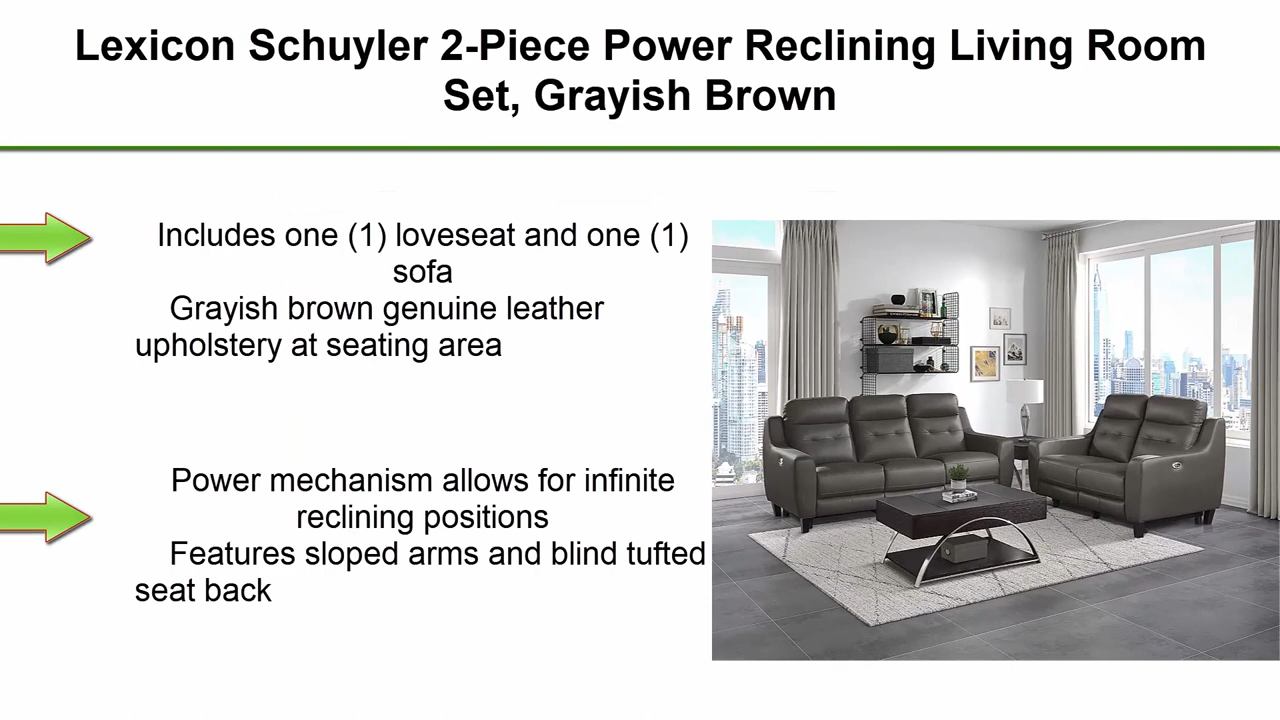 Lexicon Schuyler 2-Piece Power Reclining Living Room
Set, Grayish Brown
Includes one (1) loveseat and one (1)
sofa
Grayish brown genuine leather
upholstery at seating area
Power mechanism allows for infinite
reclining positions
Features sloped arms and blind tufted
seat back